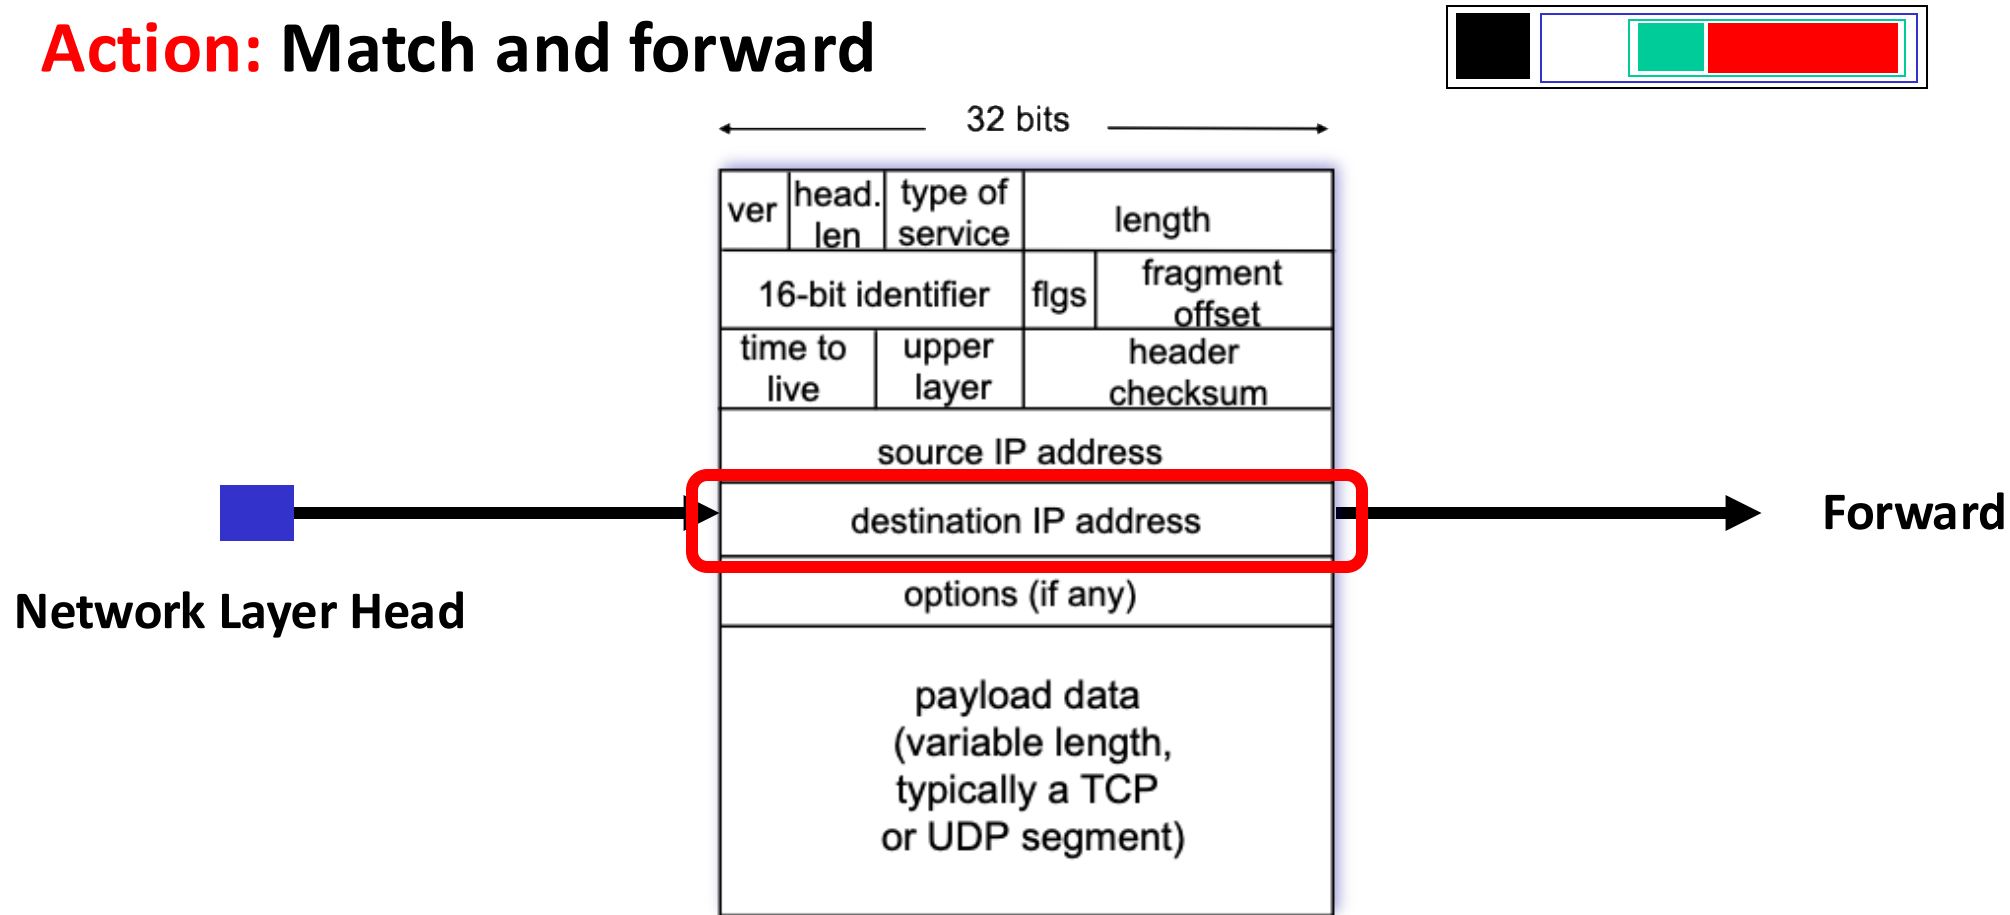 Action: Match and forward
32 bits
ver
head.
len
type of
service
length
16-bit identifier
flgs
fragment
offset
time to
live
upper
layer
header
checksum
source IP address
destination IP address
Forward
Network Layer Head
options (if any)
payload data
(variable length,
typically a TCP
or UDP segment)